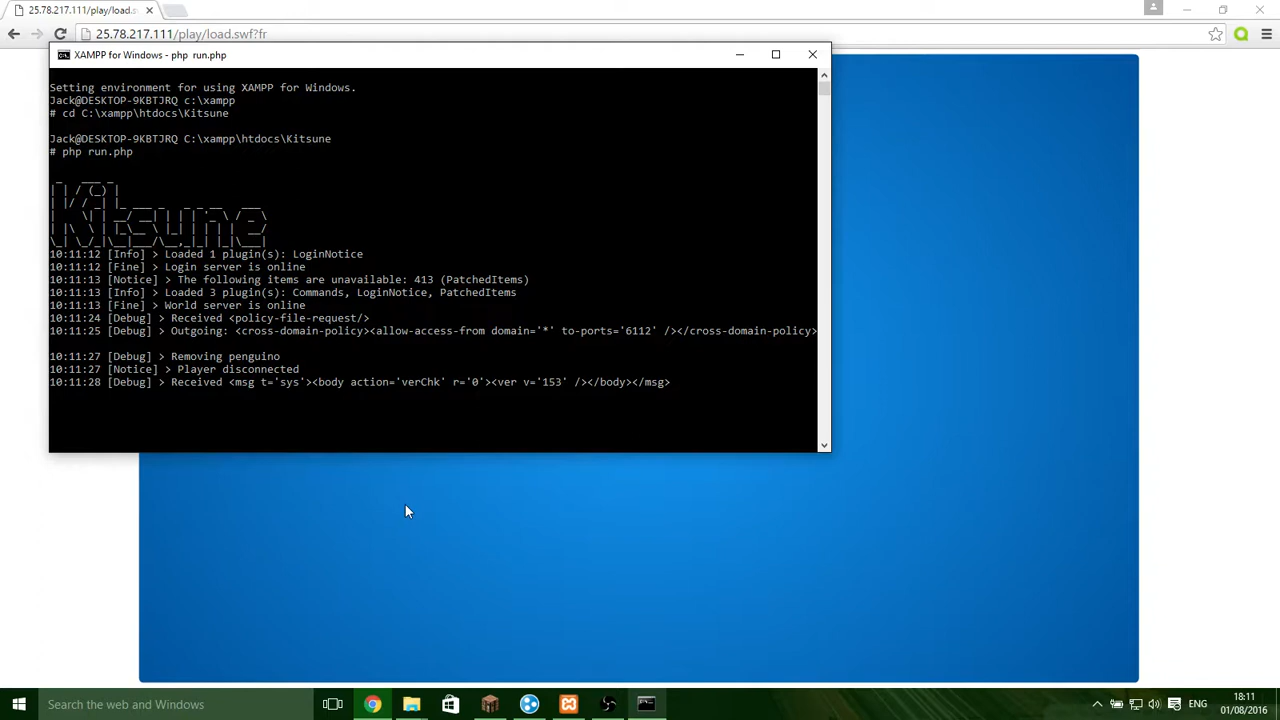 25.78.217.111/play/load.s
25.78.217.111/play/load.swf?fr
XAMPP for Windows - php run.php
Setting environment for using XAMPP for Windows.
Jack@DESKTOP-9KBTJRQ c:\xampp
# cd C:\xampp\htdocs\Kitsune
Jack@DESKTOP-9KBTJRQ C:\xampp\htdocs\Kitsune
# php run.php
Kitsune
10:11:12 [Info] > Loaded 1 plugin(s): LoginNotice
10:11:12 [Fine] > Login server is online
10:11:13 [Notice] > The following items are unavailable: 413 (PatchedItems)
10:11:13 [Info] > Loaded 3 plugin(s): Commands, LoginNotice, PatchedItems
10:11:13 [Fine] > World server is online
10:11:24 [Debug] > Received <policy-file-request/>
10:11:25 [Debug] > Outgoing: <cross-domain-policy><allow-access-from domain='*' to-ports='6112' /></cross-domain-policy>
10:11:27 [Debug] > Removing penguino
10:11:27 [Notice] > Player disconnected
10:11:28 [Debug] > Received <msg t='sys'><body action='verChk' r='0'><ver v='153' /></body></msg>
Search the web and Windows
ENG
18:11
01/08/2016